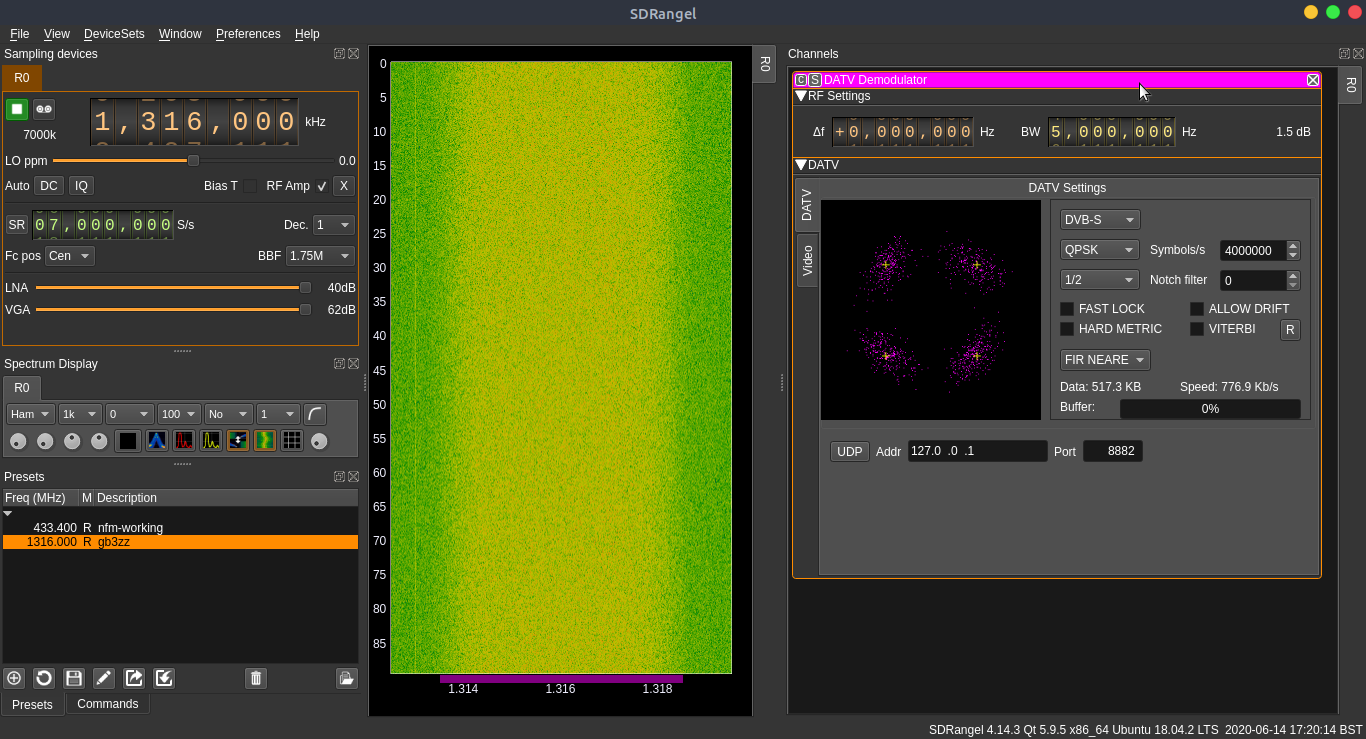 SDRangel
File View DeviceSets Window Preferences Help
Sampling devices
R0
1,316,000 kHz
7000k
LO ppm 0.0
Auto DC IQ Bias T RF Amp ✓ X
SR 07,000,000 S/s Dec. 1
Fc pos Cen BBF 1.75M
LNA 40dB
VGA 62dB
Spectrum Display
R0
Ham 1k 0 100 No 1
Presets
Freq (MHz) M Description
433.400 R nfm-working
1316.000 R gb3zz
Presets Commands
0
5
10
15
20
25
30
35
40
45
50
55
60
65
70
75
80
85
1.314 1.316 1.318
R0
Channels
R0
C S DATV Demodulator
RF Settings
Δf +0,000,000 Hz BW 5,000,000 Hz 1.5 dB
DATV
DATV
Video
DATV Settings
DVB-S
QPSK Symbols/s 4000000
1/2 Notch filter 0
FAST LOCK ALLOW DRIFT
HARD METRIC VITERBI R
FIR NEARE
Data: 517.3 KB Speed: 776.9 Kb/s
Buffer: 0%
UDP Addr 127.0 .0 .1 Port 8882
SDRangel 4.14.3 Qt 5.9.5 x86_64 Ubuntu 18.04.2 LTS 2020-06-14 17:20:14 BST